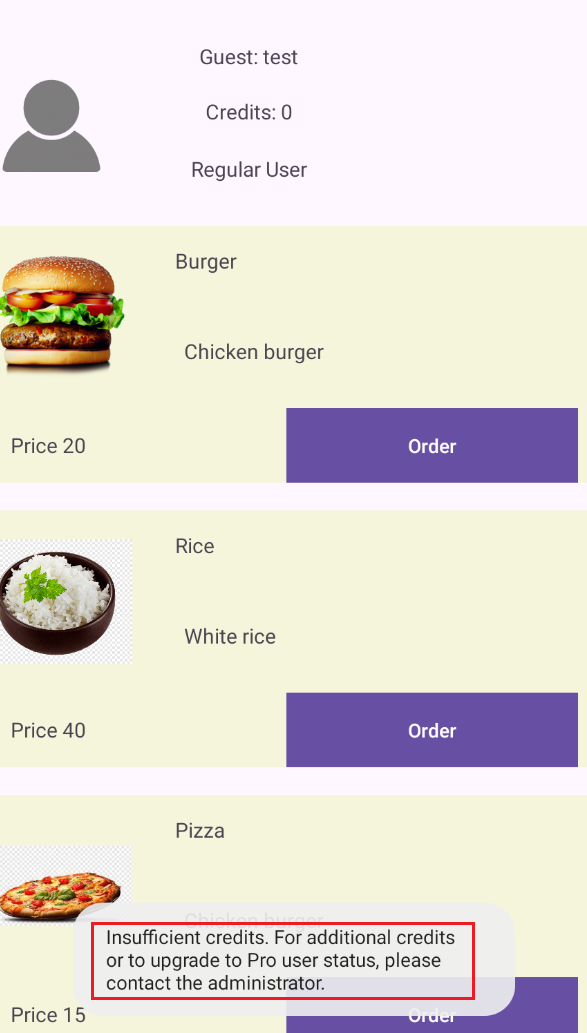 Guest: test
Credits: 0
Regular User
Burger
Chicken burger
Price 20
Order
Rice
White rice
Price 40
Order
Pizza
Chicken burger
Insufficient credits. For additional credits
or to upgrade to Pro user status, please
contact the administrator.
Price 15
Order